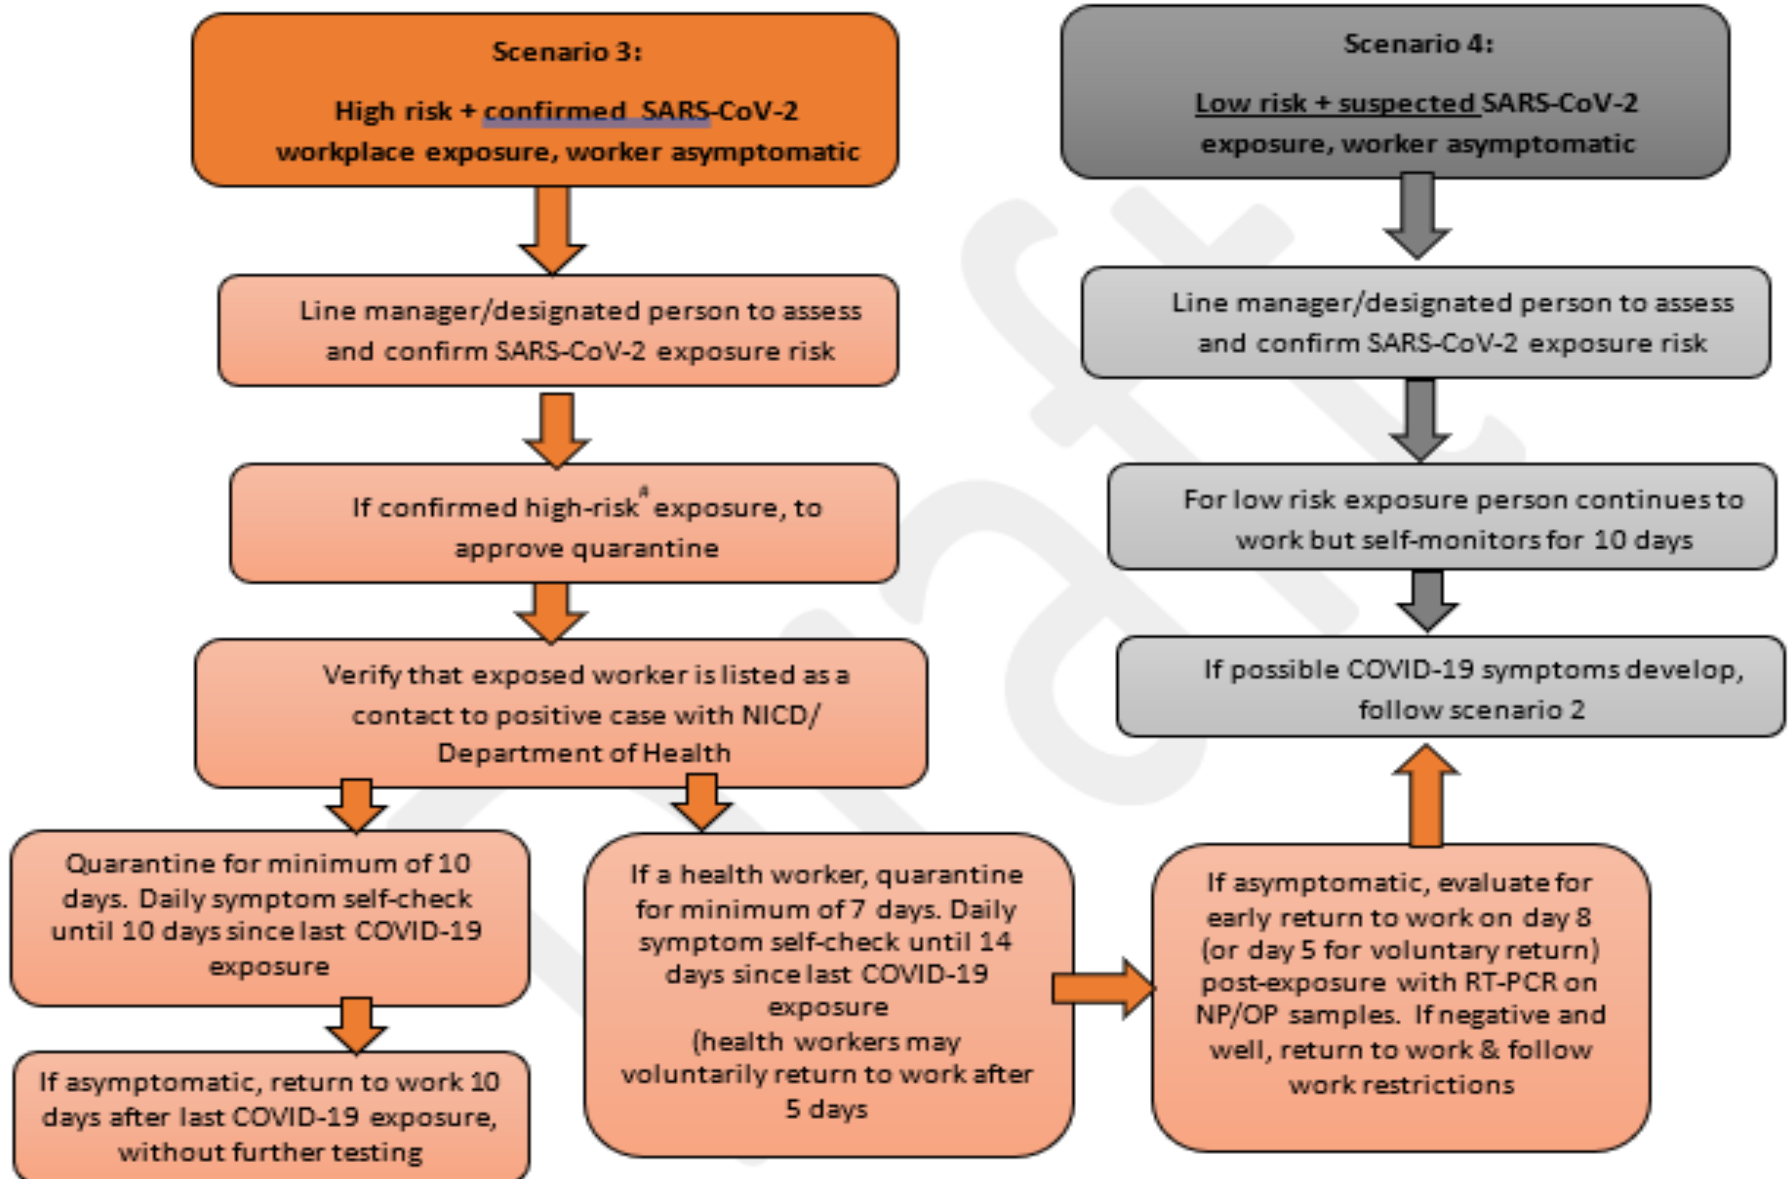 Scenario 3:
High risk + confirmed SARS-CoV-2
workplace exposure, worker asymptomatic
Line manager/designated person to assess
and confirm SARS-CoV-2 exposure risk
If confirmed high-risk# exposure, to
approve quarantine
Verify that exposed worker is listed as a
contact to positive case with NICD/
Department of Health
Quarantine for minimum of 10
days. Daily symptom self-check
until 10 days since last COVID-19
exposure
If asymptomatic, return to work 10
days after last COVID-19 exposure,
without further testing
If a health worker, quarantine
for minimum of 7 days. Daily
symptom self-check until 14
days since last COVID-19
exposure
(health workers may
voluntarily return to work after
5 days
If asymptomatic, evaluate for
early return to work on day 8
(or day 5 for voluntary return)
post-exposure with RT-PCR on
NP/OP samples. If negative and
well, return to work & follow
work restrictions
Scenario 4:
Low risk + suspected SARS-CoV-2
exposure, worker asymptomatic
Line manager/designated person to assess
and confirm SARS-CoV-2 exposure risk
For low risk exposure person continues to
work but self-monitors for 10 days
If possible COVID-19 symptoms develop,
follow scenario 2
Draft